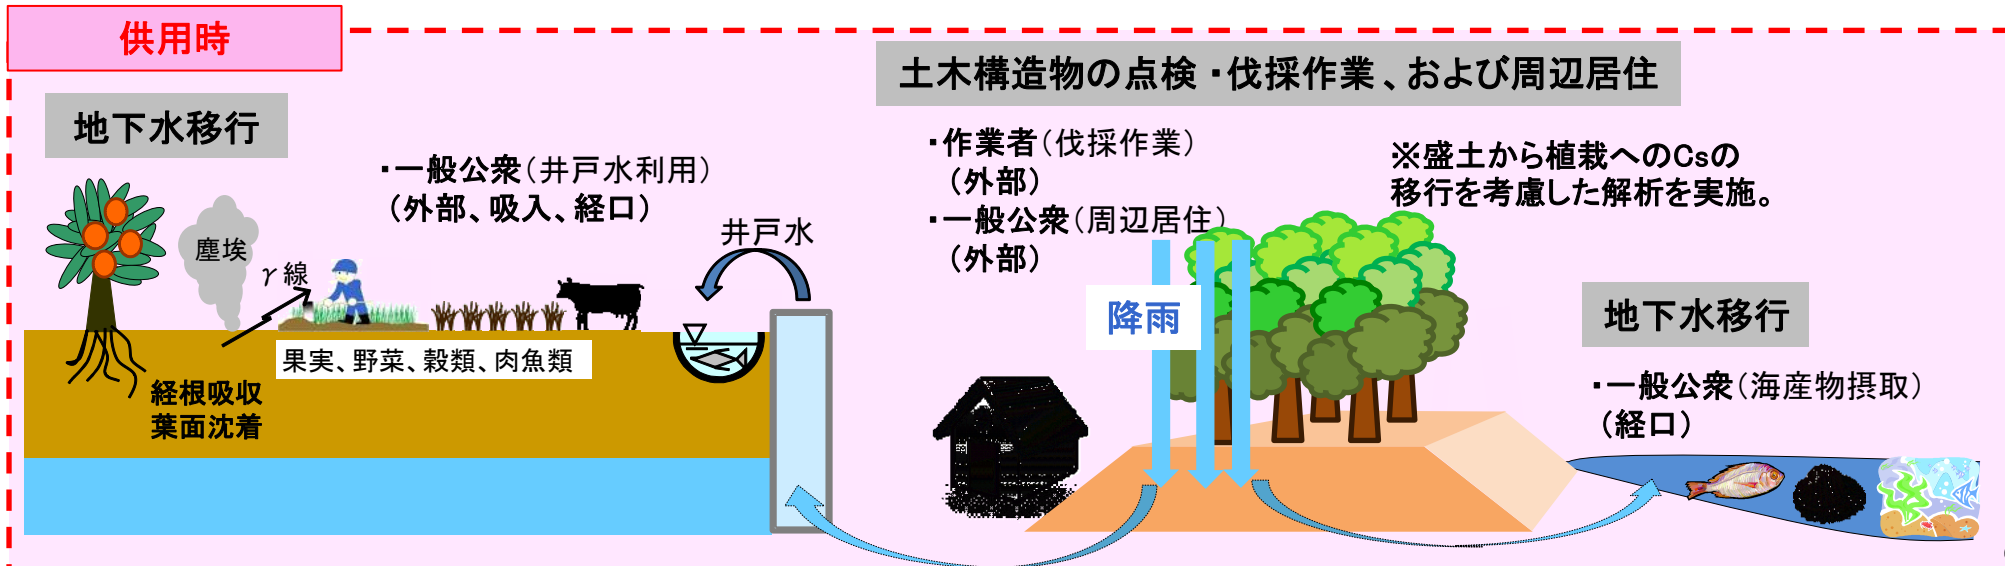 供用時
地下水移行
・一般公衆(井戸水利用)
(外部、吸入、経口)
塵埃
γ線
井戸水
果実、野菜、穀類、肉魚類
経根吸収
葉面沈着
土木構造物の点検・伐採作業、および周辺居住
・作業者(伐採作業)
(外部)
・一般公衆(周辺居住)
(外部)
※盛土から植栽へのCsの
移行を考慮した解析を実施。
降雨
地下水移行
・一般公衆(海産物摂取)
(経口)